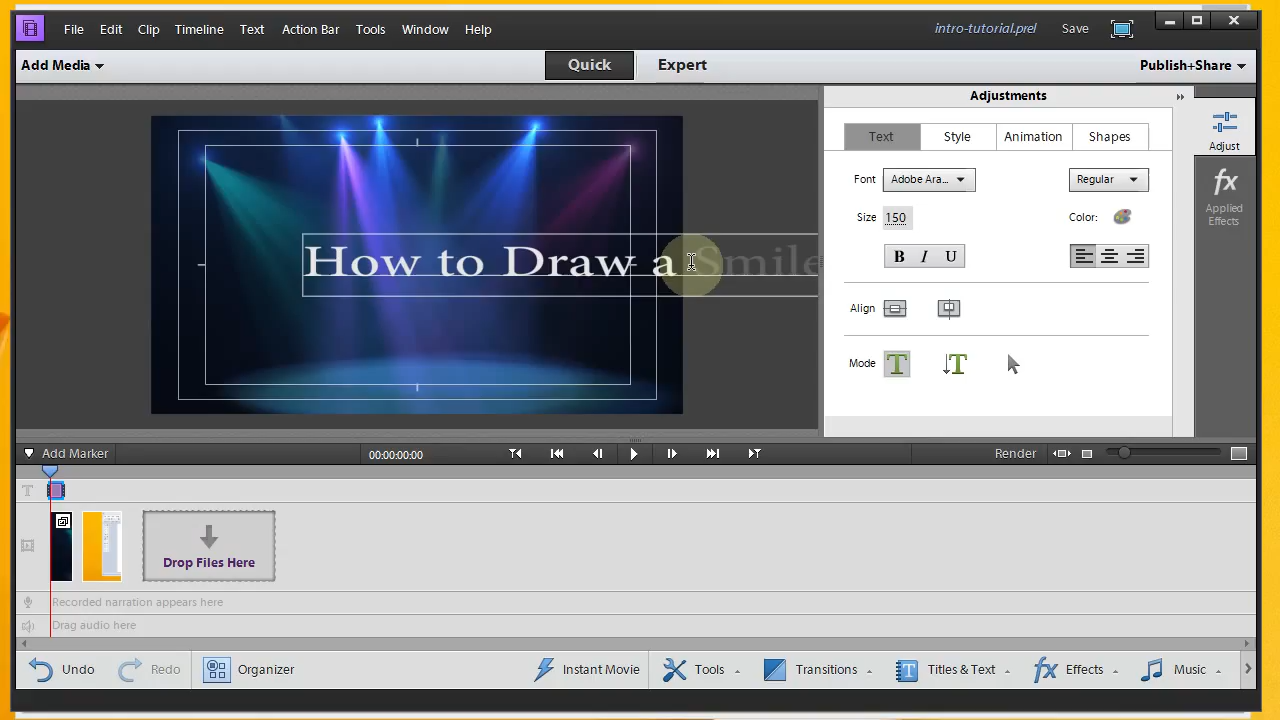 File Edit Clip Timeline Text Action Bar Tools Window Help intro-tutorial.prel Save
Add Media Quick Expert Publish+Share
Adjustments
Text Style Animation Shapes
Adjust
Font Adobe Ara... Regular
Size 150 Color:
Applied
Effects
B I U
How to Draw a Smile
Align
Mode T T
Add Marker 00:00:00:00 Render
T
Drop Files Here
Recorded narration appears here
Drag audio here
Undo Redo Organizer Instant Movie Tools Transitions Titles & Text Effects Music